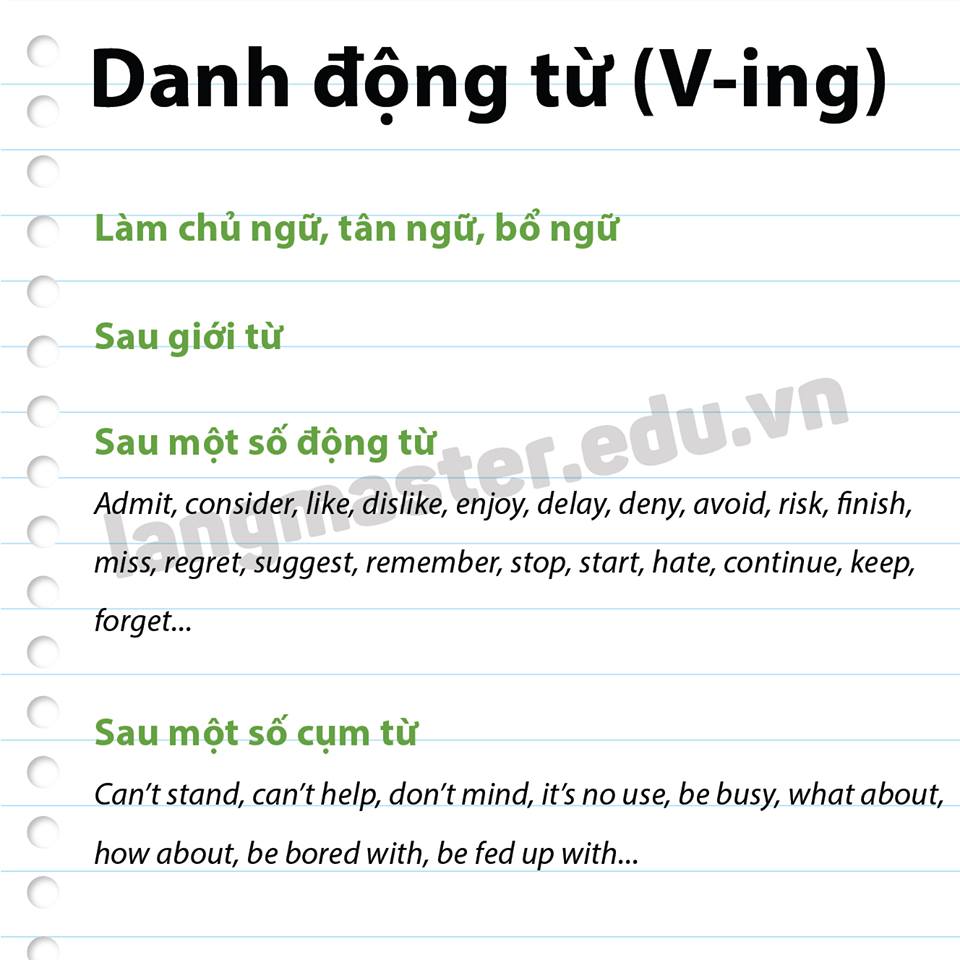 Danh động từ (V-ing)
Làm chủ ngữ, tân ngữ, bổ ngữ
Sau giới từ
langmaster.edu.vn
Sau một số động từ
Admit, consider, like, dislike, enjoy, delay, deny, avoid, risk, finish,
miss, regret, suggest, remember, stop, start, hate, continue, keep,
forget...
Sau một số cụm từ
Can’t stand, can’t help, don’t mind, it’s no use, be busy, what about,
how about, be bored with, be fed up with...